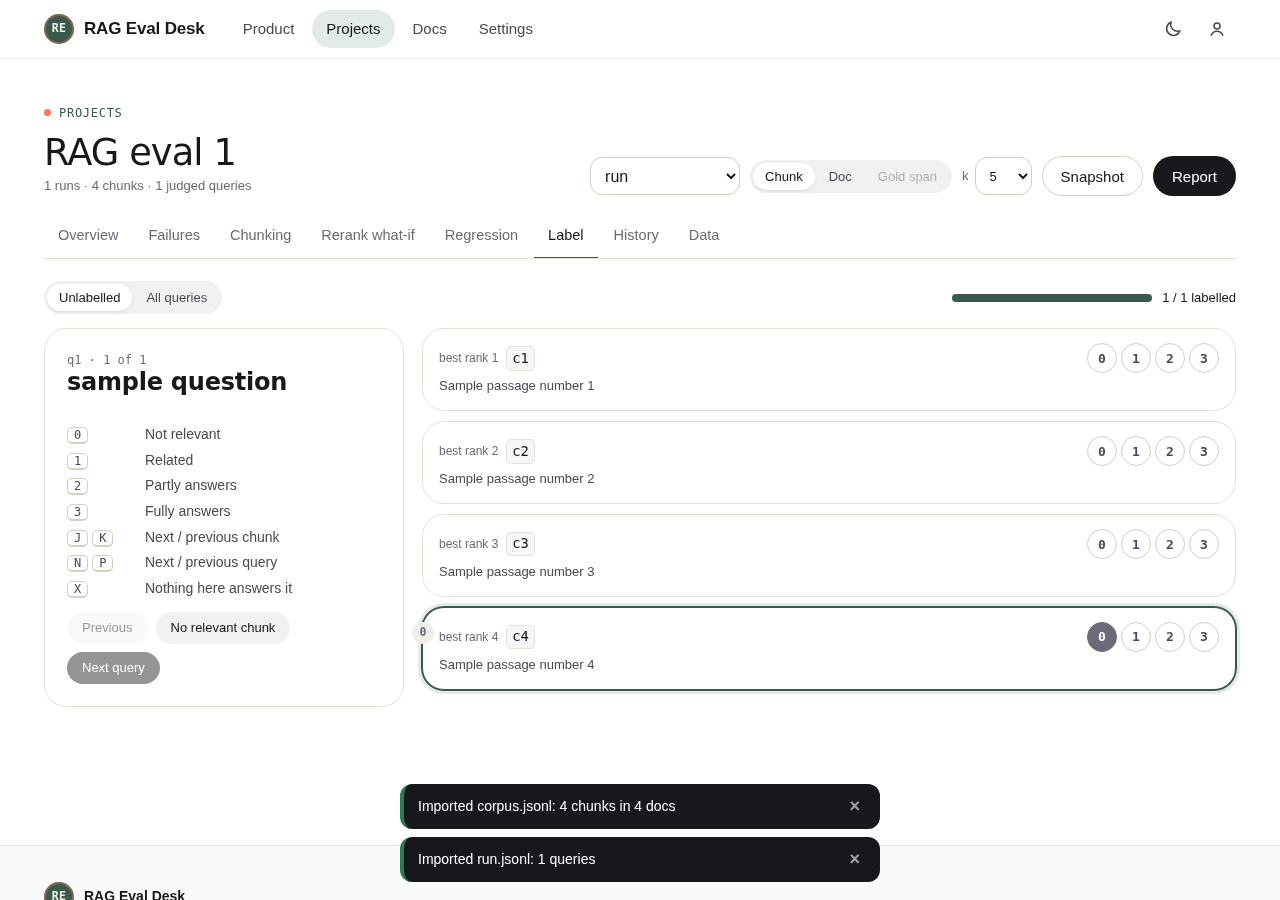 RE RAG Eval Desk Product Projects Docs Settings
PROJECTS
RAG eval 1
1 runs · 4 chunks · 1 judged queries
run Chunk Doc Gold span k 5 Snapshot Report
Overview Failures Chunking Rerank what-if Regression Label History Data
Unlabelled All queries 1 / 1 labelled
q1 · 1 of 1
sample question
0 Not relevant
1 Related
2 Partly answers
3 Fully answers
J K Next / previous chunk
N P Next / previous query
X Nothing here answers it
Previous No relevant chunk
Next query
best rank 1 c1 0 1 2 3
Sample passage number 1
best rank 2 c2 0 1 2 3
Sample passage number 2
best rank 3 c3 0 1 2 3
Sample passage number 3
0 best rank 4 c4 0 1 2 3
Sample passage number 4
Imported corpus.jsonl: 4 chunks in 4 docs ×
Imported run.jsonl: 1 queries ×
RE RAG Eval Desk